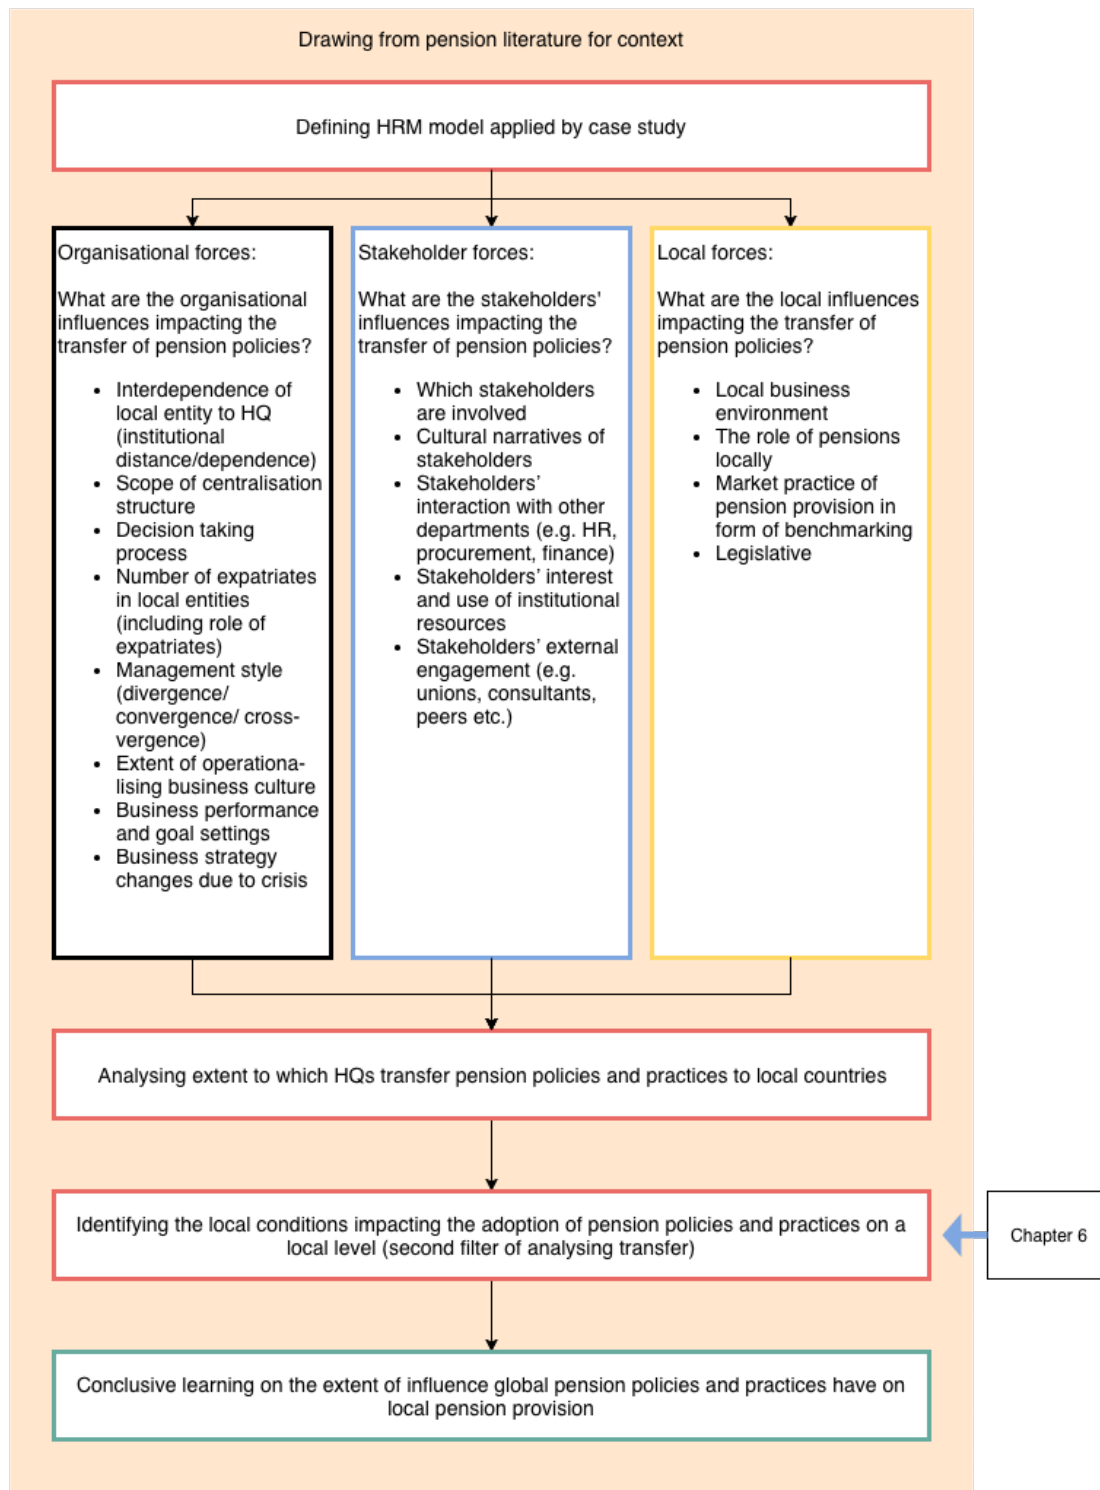 Drawing from pension literature for context
Defining HRM model applied by case study
Organisational forces:
What are the organisational
influences impacting the
transfer of pension policies?
• Interdependence of
local entity to HQ
(institutional
distance/dependence)
• Scope of centralisation
structure
• Decision taking
process
• Number of expatriates
in local entities
(including role of
expatriates)
• Management style
(divergence/
convergence/ cross-
vergence)
• Extent of operationa-
lising business culture
• Business performance
and goal settings
• Business strategy
changes due to crisis
Stakeholder forces:
What are the stakeholders'
influences impacting the
transfer of pension policies?
• Which stakeholders
are involved
• Cultural narratives of
stakeholders
• Stakeholders'
interaction with other
departments (e.g. HR,
procurement, finance)
• Stakeholders' interest
and use of institutional
resources
• Stakeholders' external
engagement (e.g.
unions, consultants,
peers etc.)
Local forces:
What are the local influences
impacting the transfer of
pension policies?
• Local business
environment
• The role of pensions
locally
• Market practice of
pension provision in
form of benchmarking
• Legislative
Analysing extent to which HQs transfer pension policies and practices to local countries
Identifying the local conditions impacting the adoption of pension policies and practices on a
local level (second filter of analysing transfer)
Chapter 6
Conclusive learning on the extent of influence global pension policies and practices have on
local pension provision